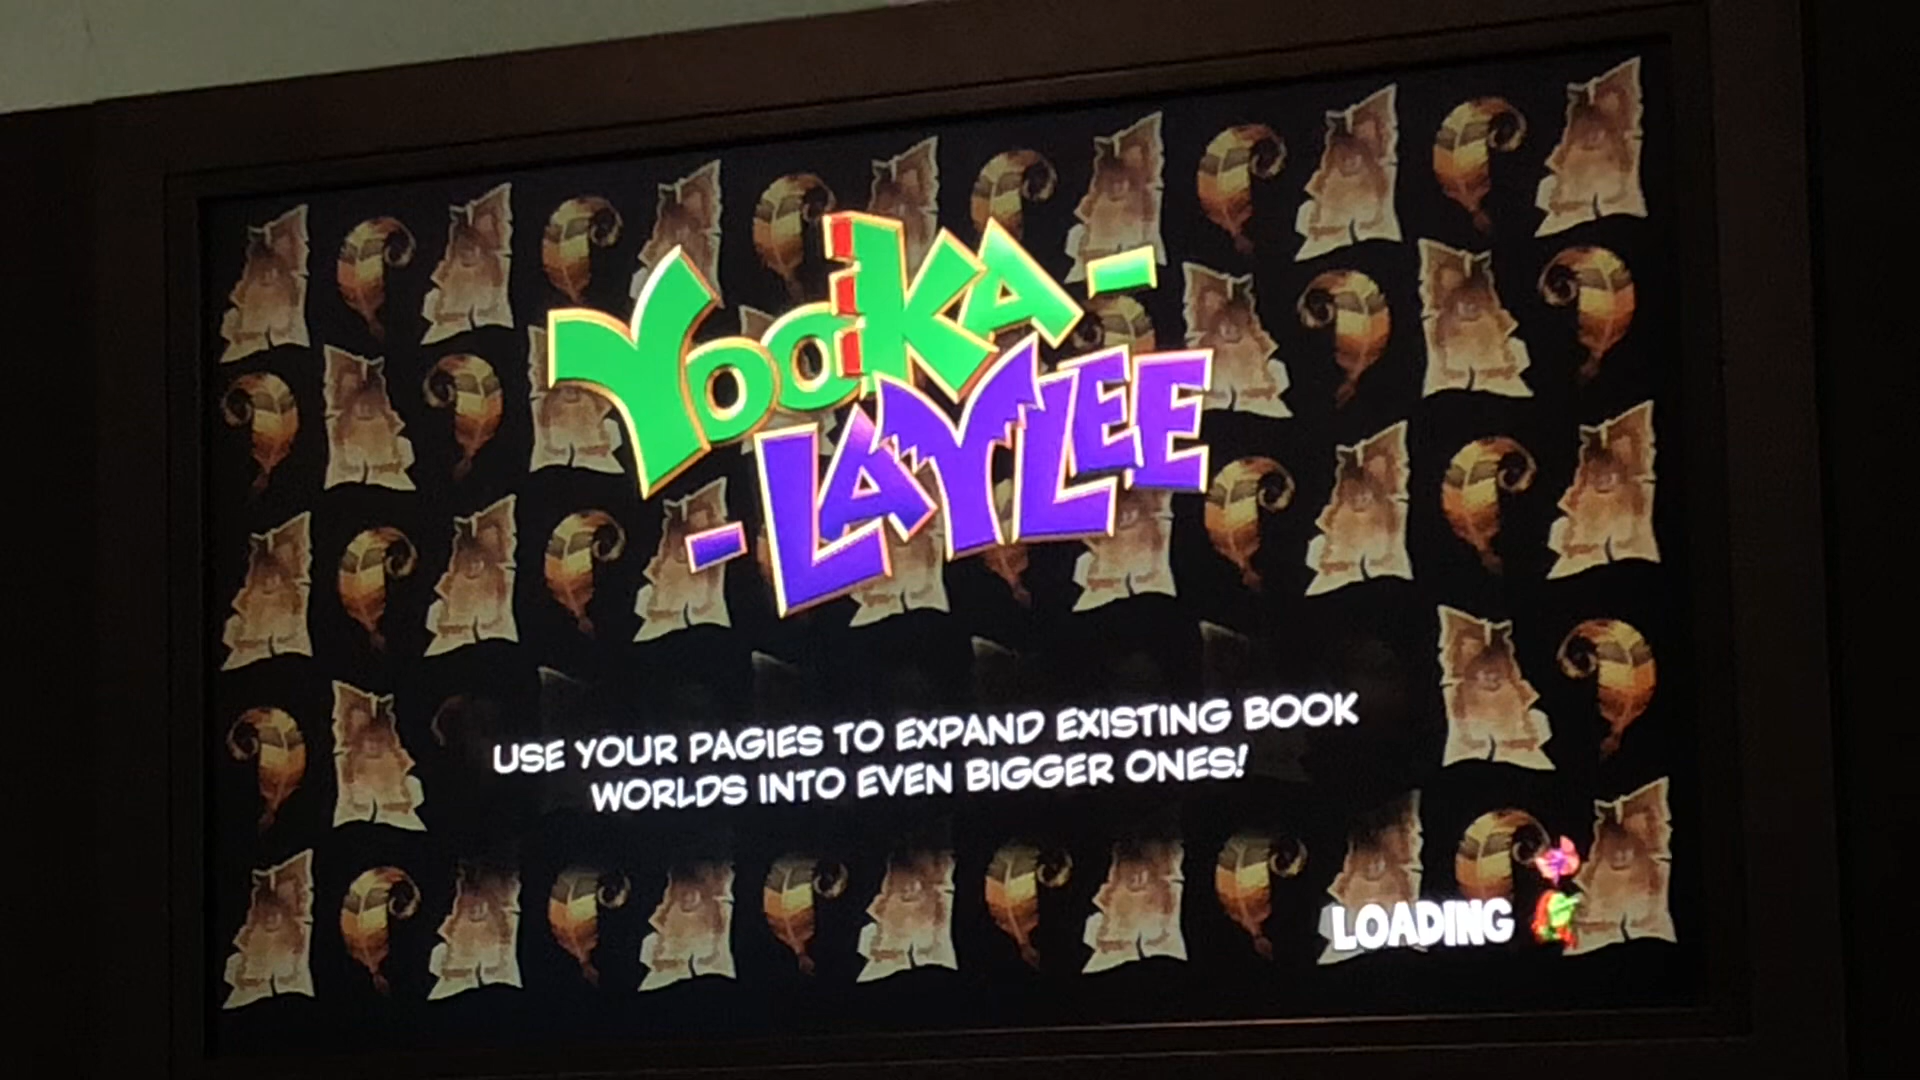 YOOKA-
-LAYLEE
USE YOUR PAGIES TO EXPAND EXISTING BOOK
WORLDS INTO EVEN BIGGER ONES!
LOADING